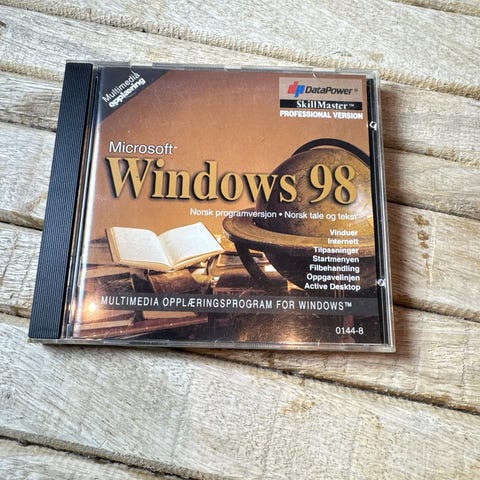 Multimedia
opplæring
DataPower®
SkillMaster™
PROFESSIONAL VERSION
Microsoft®
Windows 98
Norsk programversjon • Norsk tale og tekst
Vinduer
Internett
Tilpasninger
Startmenyen
Filbehandling
Oppgavelinjen
Active Desktop
MULTIMEDIA OPPLÆRINGSPROGRAM FOR WINDOWS™
0144-8